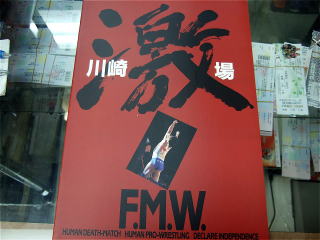 激
川崎 場
F.M.W.
HUMAN DEATH-MATCH HUMAN PRO-WRESTLING DECLARE INDEPENDENCE